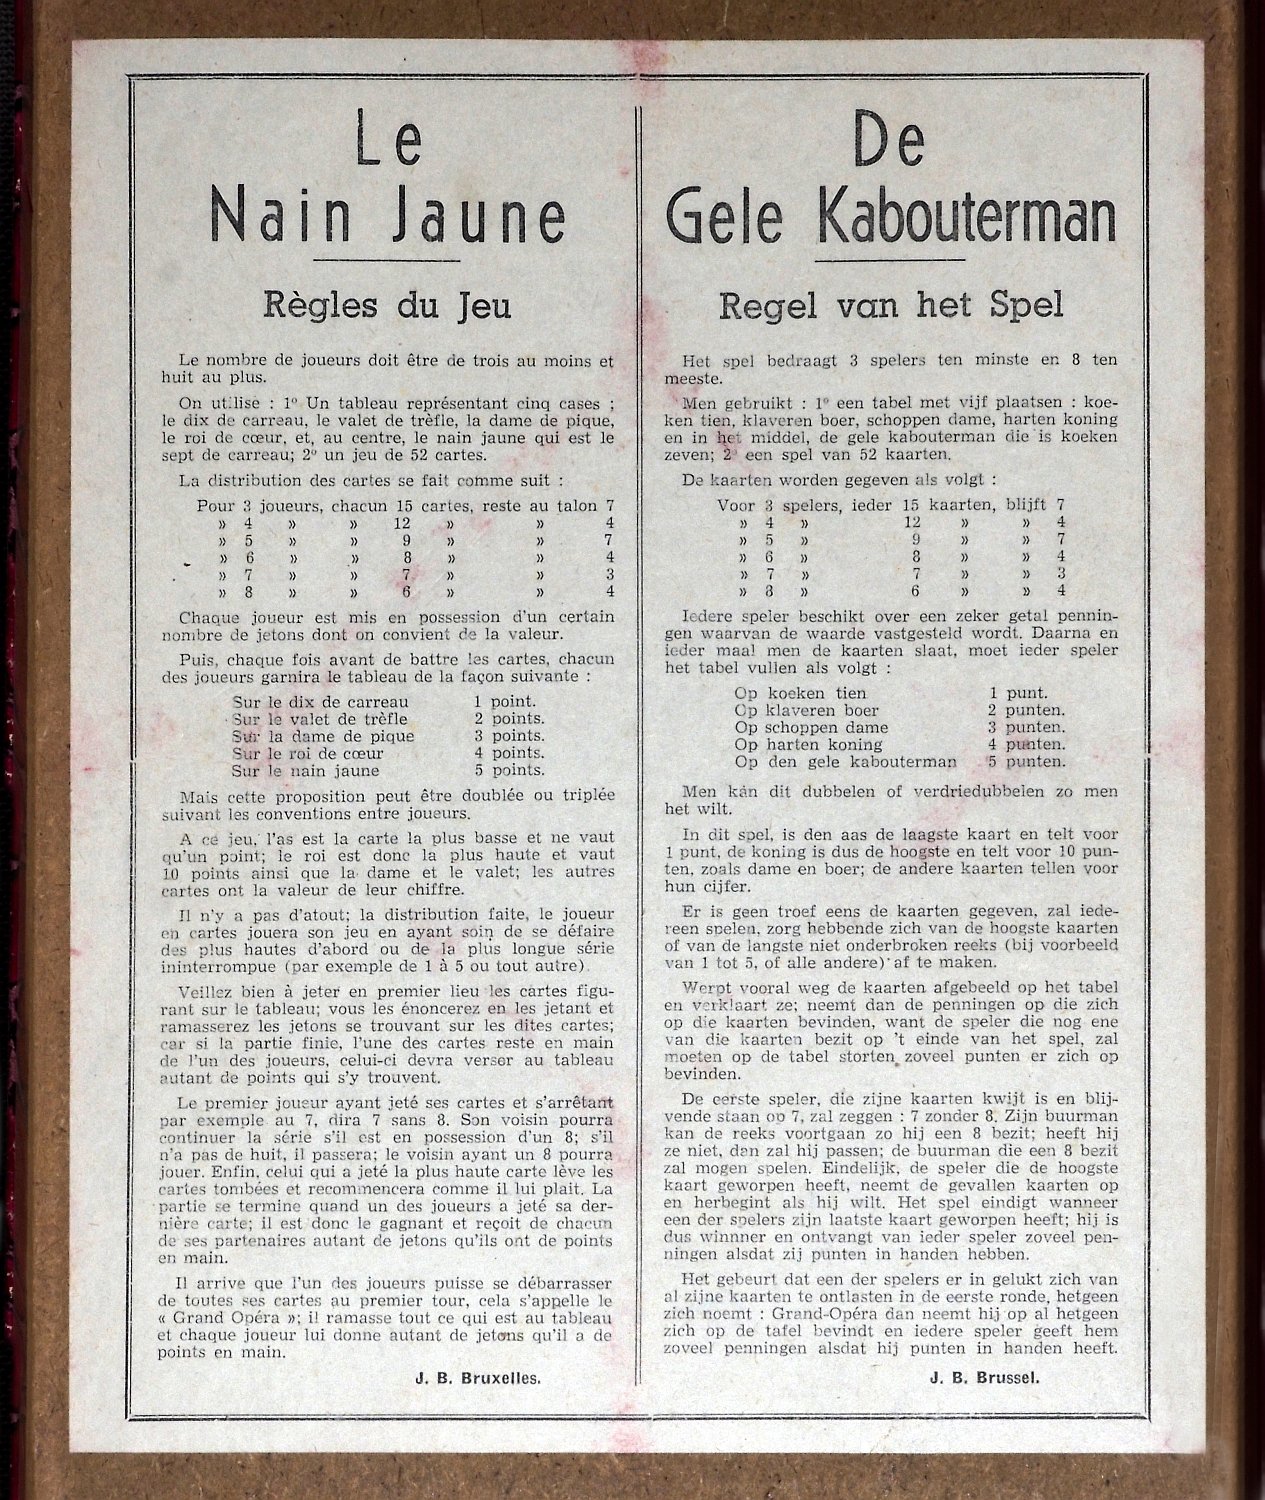 Le
Nain Jaune
Règles du Jeu
Le nombre de joueurs doit être de trois au moins et
huit au plus.
On utilise : 1º Un tableau représentant cinq cases ;
le dix de carreau, le valet de trèfle, la dame de pique,
le roi de cœur, et, au centre, le nain jaune qui est le
sept de carreau; 2º un jeu de 52 cartes.
La distribution des cartes se fait comme suit :
Pour 3 joueurs, chacun 15 cartes, reste au talon 7
» 4 » » 12 » » 4
» 5 » » 9 » » 7
» 6 » » 8 » » 4
» 7 » » 7 » » 3
» 8 » » 6 » » 4
Chaque joueur est mis en possession d'un certain
nombre de jetons dont on convient de la valeur.
Puis, chaque fois avant de battre les cartes, chacun
des joueurs garnira le tableau de la façon suivante :
Sur le dix de carreau 1 point.
Sur le valet de trèfle 2 points.
Sur la dame de pique 3 points.
Sur le roi de cœur 4 points.
Sur le nain jaune 5 points.
Mais cette proposition peut être doublée ou triplée
suivant les conventions entre joueurs.
A ce jeu, l'as est la carte la plus basse et ne vaut
qu'un point; le roi est donc la plus haute et vaut
10 points ainsi que la dame et le valet; les autres
cartes ont la valeur de leur chiffre.
Il n'y a pas d'atout; la distribution faite, le joueur
en cartes jouera son jeu en ayant soin de se défaire
des plus hautes d'abord ou de la plus longue série
ininterrompue (par exemple de 1 à 5 ou tout autre).
Veillez bien à jeter en premier lieu les cartes figu-
rant sur le tableau; vous les énoncerez en les jetant et
ramasserez les jetons se trouvant sur les dites cartes;
car si la partie finie, l'une des cartes reste en main
de l'un des joueurs, celui-ci devra verser au tableau
autant de points qui s'y trouvent.
Le premier joueur ayant jeté ses cartes et s'arrêtant
par exemple au 7, dira 7 sans 8. Son voisin pourra
continuer la série s'il est en possession d'un 8; s'il
n'a pas de huit, il passera; le voisin ayant un 8 pourra
jouer. Enfin, celui qui a jeté la plus haute carte lève les
cartes tombées et recommencera comme il lui plait. La
partie se termine quand un des joueurs a jeté sa der-
nière carte; il est donc le gagnant et reçoit de chacun
de ses partenaires autant de jetons qu'ils ont de points
en main.
Il arrive que l'un des joueurs puisse se débarrasser
de toutes ses cartes au premier tour, cela s'appelle le
« Grand Opéra »; il ramasse tout ce qui est au tableau
et chaque joueur lui donne autant de jetons qu'il a de
points en main.
J. B. Bruxelles.
De
Gele Kabouterman
Regel van het Spel
Het spel bedraagt 3 spelers ten minste en 8 ten
meeste.
Men gebruikt : 1º een tabel met vijf plaatsen : koe-
ken tien, klaveren boer, schoppen dame, harten koning
en in het middel, de gele kabouterman die is koeken
zeven; 2º een spel van 52 kaarten.
De kaarten worden gegeven als volgt :
Voor 3 spelers, ieder 15 kaarten, blijft 7
» 4 » 12 » » 4
» 5 » 9 » » 7
» 6 » 8 » » 4
» 7 » 7 » » 3
» 8 » 6 » » 4
Iedere speler beschikt over een zeker getal pennin-
gen waarvan de waarde vastgesteld wordt. Daarna en
ieder maal men de kaarten slaat, moet ieder speler
het tabel vullen als volgt :
Op koeken tien 1 punt.
Op klaveren boer 2 punten.
Op schoppen dame 3 punten.
Op harten koning 4 punten.
Op den gele kabouterman 5 punten.
Men kan dit dubbelen of verdriedubbelen zo men
het wilt.
In dit spel, is den aas de laagste kaart en telt voor
1 punt, de koning is dus de hoogste en telt voor 10 pun-
ten, zoals dame en boer; de andere kaarten tellen voor
hun cijfer.
Er is geen troef eens de kaarten gegeven, zal iede-
reen spelen, zorg hebbende zich van de hoogste kaarten
of van de langste niet onderbroken reeks (bij voorbeeld
van 1 tot 5, of alle andere) af te maken.
Werpt vooral weg de kaarten afgebeeld op het tabel
en verklaart ze; neemt dan de penningen op die zich
op die kaarten bevinden, want de speler die nog ene
van die kaarten bezit op 't einde van het spel, zal
moeten op de tabel storten zoveel punten er zich op
bevinden.
De eerste speler, die zijne kaarten kwijt is en blij-
vende staan op 7, zal zeggen : 7 zonder 8. Zijn buurman
kan de reeks voortgaan zo hij een 8 bezit; heeft hij
ze niet, dan zal hij passen; de buurman die een 8 bezit
zal mogen spelen. Eindelijk, de speler die de hoogste
kaart geworpen heeft, neemt de gevallen kaarten op
en herbegint als hij wilt. Het spel eindigt wanneer
een der spelers zijn laatste kaart geworpen heeft; hij is
dus winnner en ontvangt van ieder speler zoveel pen-
ningen alsdat zij punten in handen hebben.
Het gebeurt dat een der spelers er in gelukt zich van
al zijne kaarten te ontlasten in de eerste ronde, hetgeen
zich noemt : Grand-Opéra dan neemt hij op al hetgeen
zich op de tafel bevindt en iedere speler geeft hem
zoveel penningen alsdat hij punten in handen heeft.
J. B. Brussel.